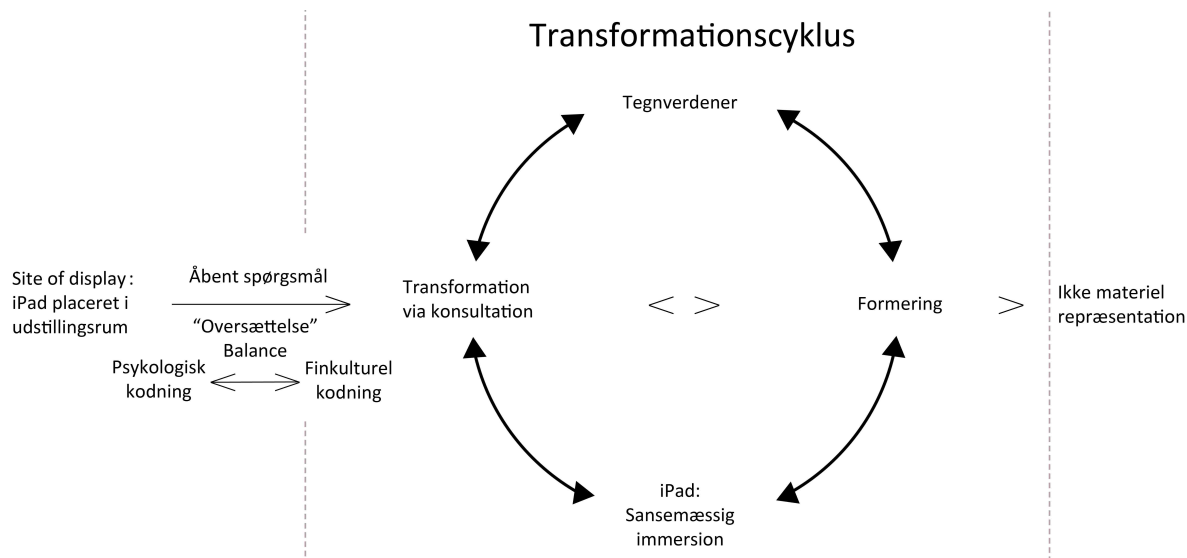 Transformationscyklus
Tegnverdener
Site of display:
iPad placeret i
udstillingsrum
Åbent spørgsmål
“Oversættelse”
Balance
Psykologisk
kodning
Finkulturel
kodning
Transformation
via konsultation
Formering
Ikke materiel
repræsentation
iPad:
Sansemæssig
immersion